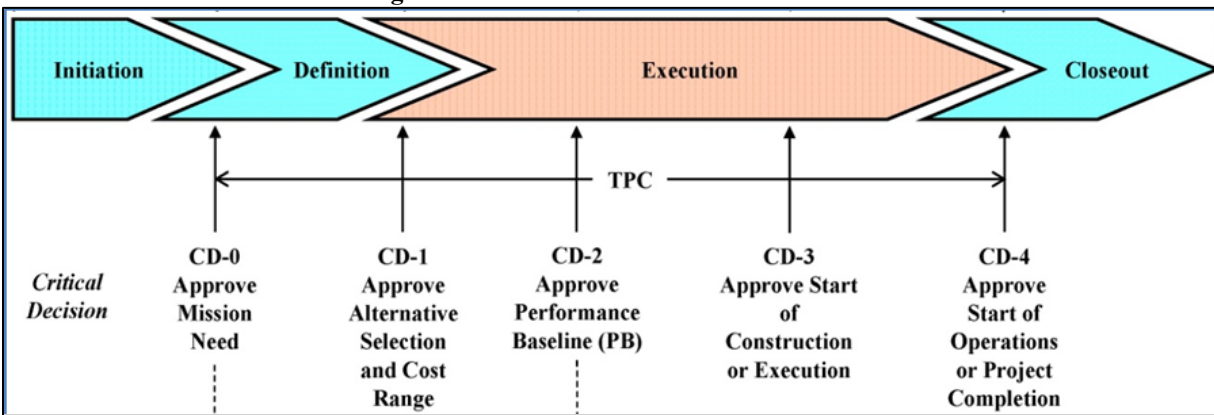 Initiation
Definition
Execution
Closeout
TPC
Critical
Decision
CD-0
Approve
Mission
Need
CD-1
Approve
Alternative
Selection
and Cost
Range
CD-2
Approve
Performance
Baseline (PB)
CD-3
Approve Start
of
Construction
or Execution
CD-4
Approve
Start of
Operations
or Project
Completion